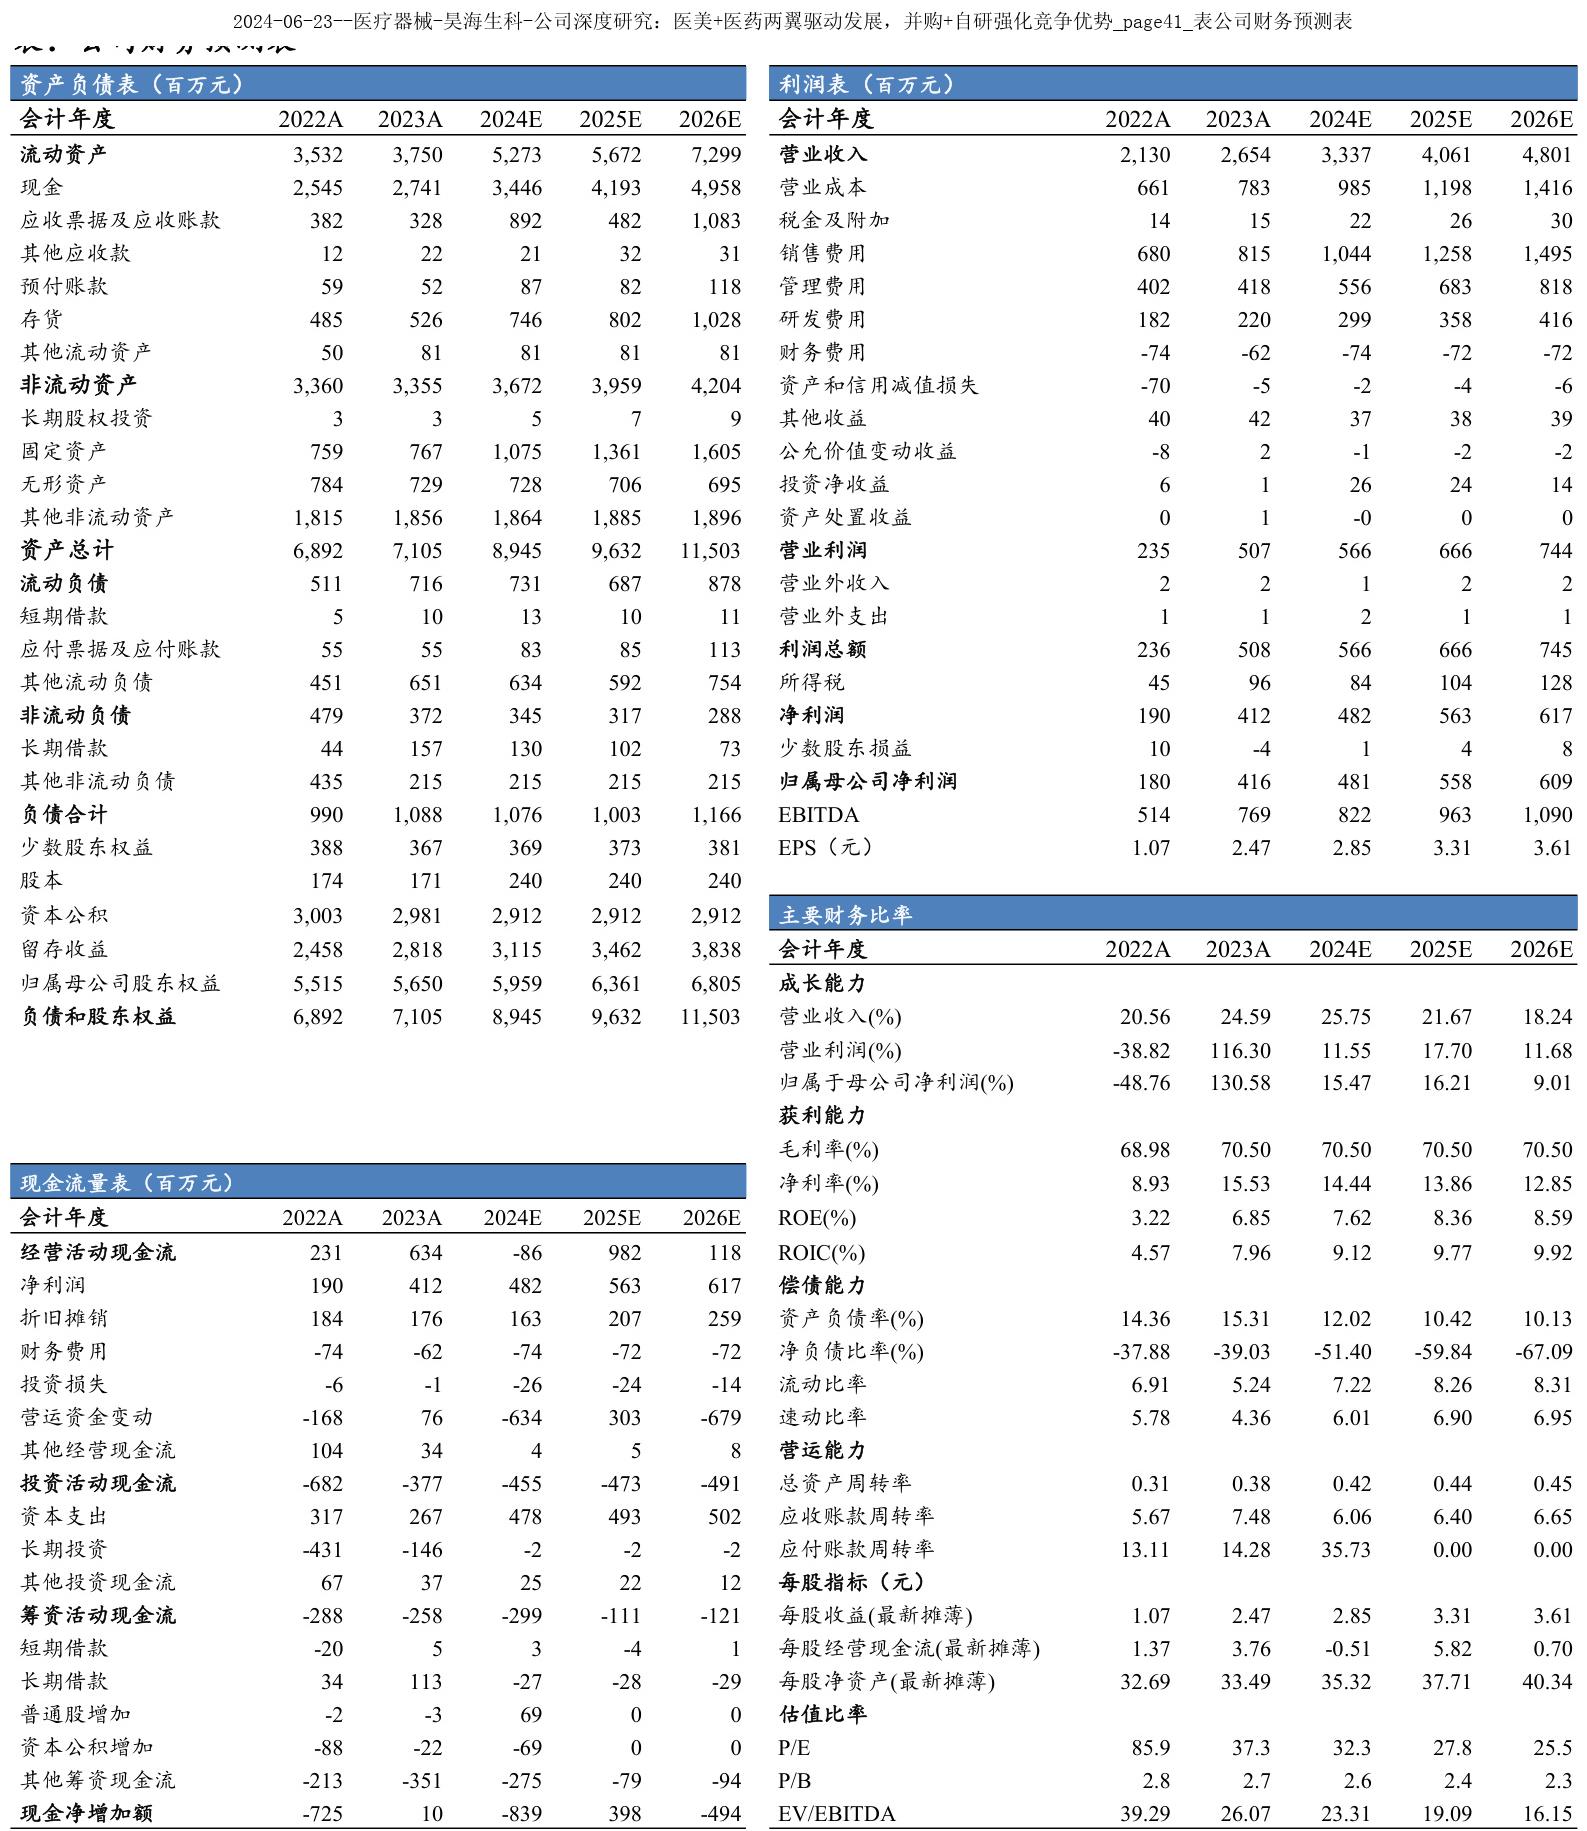 2024-06-23--医疗器械-昊海生科-公司深度研究：医美+医药两翼驱动发展，并购+自研强化竞争优势_page41_表公司财务预测表
表：公司财务预测表
资产负债表（百万元）
会计年度 2022A 2023A 2024E 2025E 2026E
流动资产 3,532 3,750 5,273 5,672 7,299
现金 2,545 2,741 3,446 4,193 4,958
应收票据及应收账款 382 328 892 482 1,083
其他应收款 12 22 21 32 31
预付账款 59 52 87 82 118
存货 485 526 746 802 1,028
其他流动资产 50 81 81 81 81
非流动资产 3,360 3,355 3,672 3,959 4,204
长期股权投资 3 3 5 7 9
固定资产 759 767 1,075 1,361 1,605
无形资产 784 729 728 706 695
其他非流动资产 1,815 1,856 1,864 1,885 1,896
资产总计 6,892 7,105 8,945 9,632 11,503
流动负债 511 716 731 687 878
短期借款 5 10 13 10 11
应付票据及应付账款 55 55 83 85 113
其他流动负债 451 651 634 592 754
非流动负债 479 372 345 317 288
长期借款 44 157 130 102 73
其他非流动负债 435 215 215 215 215
负债合计 990 1,088 1,076 1,003 1,166
少数股东权益 388 367 369 373 381
股本 174 171 240 240 240
资本公积 3,003 2,981 2,912 2,912 2,912
留存收益 2,458 2,818 3,115 3,462 3,838
归属母公司股东权益 5,515 5,650 5,959 6,361 6,805
负债和股东权益 6,892 7,105 8,945 9,632 11,503
现金流量表（百万元）
会计年度 2022A 2023A 2024E 2025E 2026E
经营活动现金流 231 634 -86 982 118
净利润 190 412 482 563 617
折旧摊销 184 176 163 207 259
财务费用 -74 -62 -74 -72 -72
投资损失 -6 -1 -26 -24 -14
营运资金变动 -168 76 -634 303 -679
其他经营现金流 104 34 4 5 8
投资活动现金流 -682 -377 -455 -473 -491
资本支出 317 267 478 493 502
长期投资 -431 -146 -2 -2 -2
其他投资现金流 67 37 25 22 12
筹资活动现金流 -288 -258 -299 -111 -121
短期借款 -20 5 3 -4 1
长期借款 34 113 -27 -28 -29
普通股增加 -2 -3 69 0 0
资本公积增加 -88 -22 -69 0 0
其他筹资现金流 -213 -351 -275 -79 -94
现金净增加额 -725 10 -839 398 -494
利润表（百万元）
会计年度 2022A 2023A 2024E 2025E 2026E
营业收入 2,130 2,654 3,337 4,061 4,801
营业成本 661 783 985 1,198 1,416
税金及附加 14 15 22 26 30
销售费用 680 815 1,044 1,258 1,495
管理费用 402 418 556 683 818
研发费用 182 220 299 358 416
财务费用 -74 -62 -74 -72 -72
资产和信用减值损失 -70 -5 -2 -4 -6
其他收益 40 42 37 38 39
公允价值变动收益 -8 2 -1 -2 -2
投资净收益 6 1 26 24 14
资产处置收益 0 1 -0 0 0
营业利润 235 507 566 666 744
营业外收入 2 2 1 2 2
营业外支出 1 1 2 1 1
利润总额 236 508 566 666 745
所得税 45 96 84 104 128
净利润 190 412 482 563 617
少数股东损益 10 -4 1 4 8
归属母公司净利润 180 416 481 558 609
EBITDA 514 769 822 963 1,090
EPS（元） 1.07 2.47 2.85 3.31 3.61
主要财务比率
会计年度 2022A 2023A 2024E 2025E 2026E
成长能力
营业收入(%) 20.56 24.59 25.75 21.67 18.24
营业利润(%) -38.82 116.30 11.55 17.70 11.68
归属于母公司净利润(%) -48.76 130.58 15.47 16.21 9.01
获利能力
毛利率(%) 68.98 70.50 70.50 70.50 70.50
净利率(%) 8.93 15.53 14.44 13.86 12.85
ROE(%) 3.22 6.85 7.62 8.36 8.59
ROIC(%) 4.57 7.96 9.12 9.77 9.92
偿债能力
资产负债率(%) 14.36 15.31 12.02 10.42 10.13
净负债比率(%) -37.88 -39.03 -51.40 -59.84 -67.09
流动比率 6.91 5.24 7.22 8.26 8.31
速动比率 5.78 4.36 6.01 6.90 6.95
营运能力
总资产周转率 0.31 0.38 0.42 0.44 0.45
应收账款周转率 5.67 7.48 6.06 6.40 6.65
应付账款周转率 13.11 14.28 35.73 0.00 0.00
每股指标（元）
每股收益(最新摊薄) 1.07 2.47 2.85 3.31 3.61
每股经营现金流(最新摊薄) 1.37 3.76 -0.51 5.82 0.70
每股净资产(最新摊薄) 32.69 33.49 35.32 37.71 40.34
估值比率
P/E 85.9 37.3 32.3 27.8 25.5
P/B 2.8 2.7 2.6 2.4 2.3
EV/EBITDA 39.29 26.07 23.31 19.09 16.15